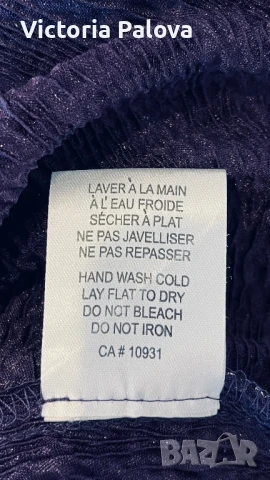 Victoria Palova
LAVER À LA MAIN
À L'EAU FROIDE
SÉCHER À PLAT
NE PAS JAVELLISER
NE PAS REPASSER
HAND WASH COLD
LAY FLAT TO DRY
DO NOT BLEACH
DO NOT IRON
CA # 10931
BAZAR